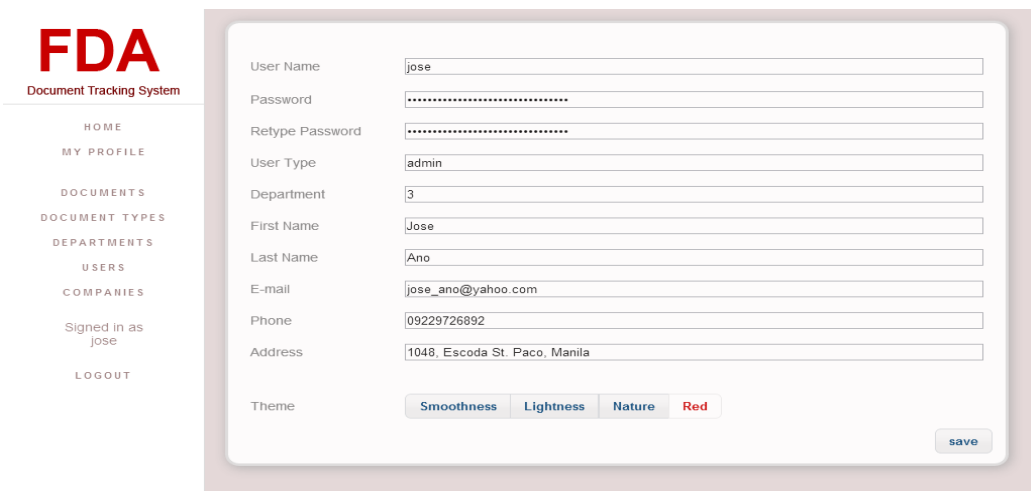 FDA
Document Tracking System
HOME
MY PROFILE
DOCUMENTS
DOCUMENT TYPES
DEPARTMENTS
USERS
COMPANIES
Signed in as
jose
LOGOUT
User Name jose
Password ••••••••••••••••••••••••••••••••
Retype Password ••••••••••••••••••••••••••••••••
User Type admin
Department 3
First Name Jose
Last Name Ano
E-mail jose_ano@yahoo.com
Phone 09229726892
Address 1048, Escoda St. Paco, Manila
Theme Smoothness Lightness Nature Red
save